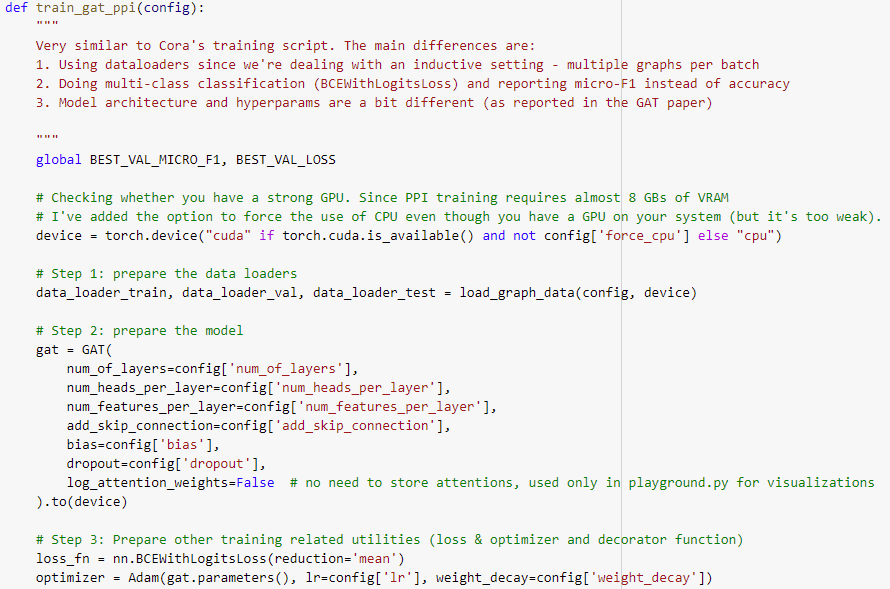 def train_gat_ppi(config):
    """
    Very similar to Cora's training script. The main differences are:
    1. Using dataloaders since we're dealing with an inductive setting - multiple graphs per batch
    2. Doing multi-class classification (BCEWithLogitsLoss) and reporting micro-F1 instead of accuracy
    3. Model architecture and hyperparams are a bit different (as reported in the GAT paper)

    """
    global BEST_VAL_MICRO_F1, BEST_VAL_LOSS

    # Checking whether you have a strong GPU. Since PPI training requires almost 8 GBs of VRAM
    # I've added the option to force the use of CPU even though you have a GPU on your system (but it's too weak).
    device = torch.device("cuda" if torch.cuda.is_available() and not config['force_cpu'] else "cpu")

    # Step 1: prepare the data loaders
    data_loader_train, data_loader_val, data_loader_test = load_graph_data(config, device)

    # Step 2: prepare the model
    gat = GAT(
        num_of_layers=config['num_of_layers'],
        num_heads_per_layer=config['num_heads_per_layer'],
        num_features_per_layer=config['num_features_per_layer'],
        add_skip_connection=config['add_skip_connection'],
        bias=config['bias'],
        dropout=config['dropout'],
        log_attention_weights=False  # no need to store attentions, used only in playground.py for visualizations
    ).to(device)

    # Step 3: Prepare other training related utilities (loss & optimizer and decorator function)
    loss_fn = nn.BCEWithLogitsLoss(reduction='mean')
    optimizer = Adam(gat.parameters(), lr=config['lr'], weight_decay=config['weight_decay'])